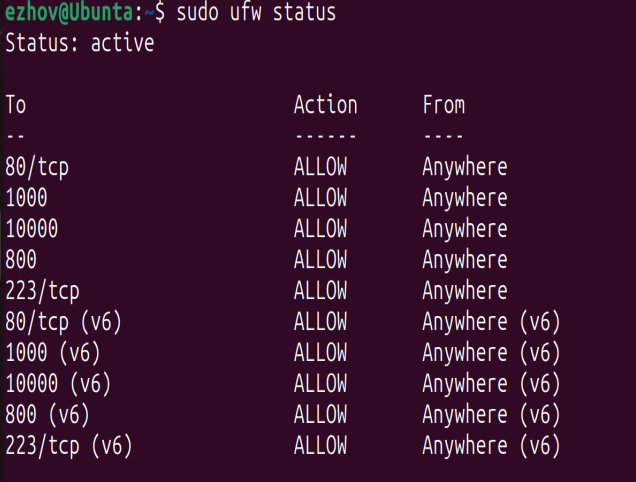 ezhov@Ubunta:~$ sudo ufw status
Status: active
To Action From
-- ------ ----
80/tcp ALLOW Anywhere
1000 ALLOW Anywhere
10000 ALLOW Anywhere
800 ALLOW Anywhere
223/tcp ALLOW Anywhere
80/tcp (v6) ALLOW Anywhere (v6)
1000 (v6) ALLOW Anywhere (v6)
10000 (v6) ALLOW Anywhere (v6)
800 (v6) ALLOW Anywhere (v6)
223/tcp (v6) ALLOW Anywhere (v6)